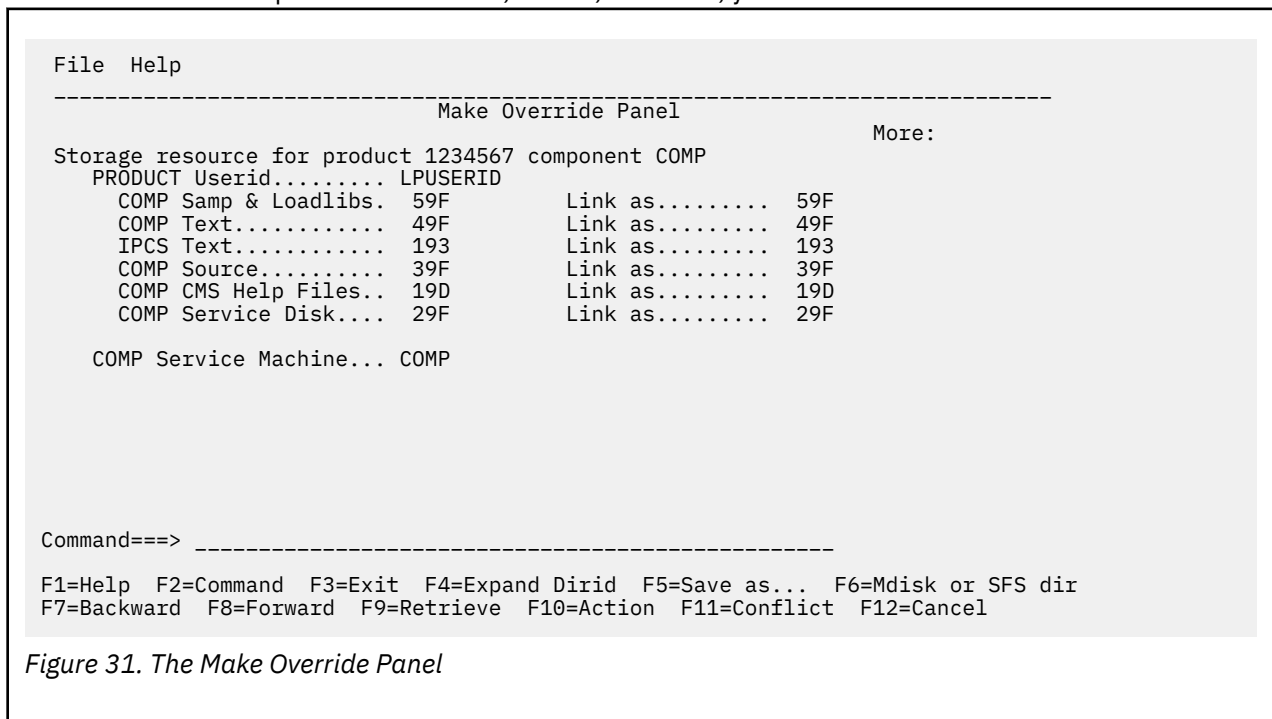 File  Help
______________________________________________________________________________
Make Override Panel
More:
Storage resource for product 1234567 component COMP
PRODUCT Userid......... LPUSERID
COMP Samp & Loadlibs.  59F         Link as.........  59F
COMP Text............  49F         Link as.........  49F
IPCS Text............  193         Link as.........  193
COMP Source..........  39F         Link as.........  39F
COMP CMS Help Files..  19D         Link as.........  19D
COMP Service Disk....  29F         Link as.........  29F
COMP Service Machine... COMP
Command===> __________________________________________________
F1=Help  F2=Command  F3=Exit  F4=Expand Dirid  F5=Save as...  F6=Mdisk or SFS dir
F7=Backward  F8=Forward  F9=Retrieve  F10=Action  F11=Conflict  F12=Cancel
Figure 31. The Make Override Panel